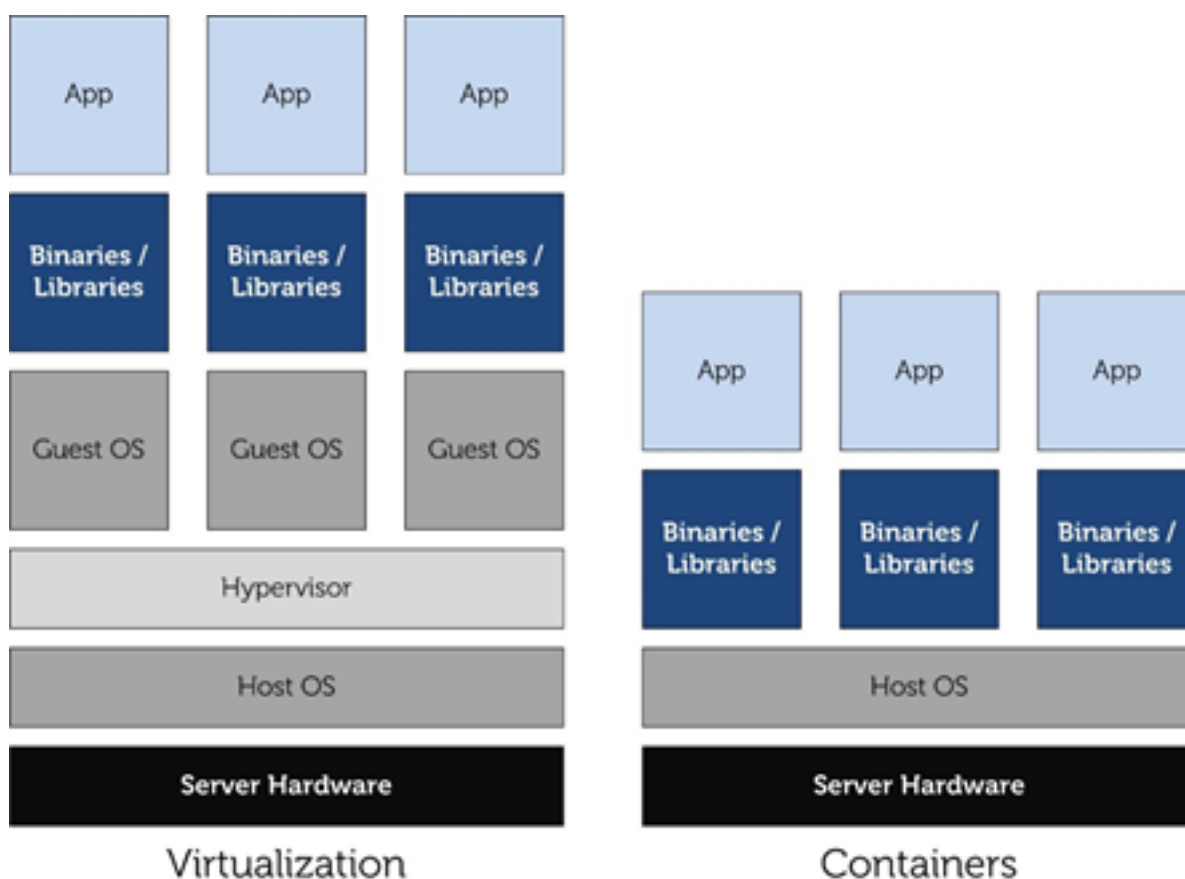 App
App
App
Binaries /
Libraries
Binaries /
Libraries
Binaries /
Libraries
Guest OS
Guest OS
Guest OS
Hypervisor
Host OS
Server Hardware
Virtualization
App
App
App
Binaries /
Libraries
Binaries /
Libraries
Binaries /
Libraries
Host OS
Server Hardware
Containers